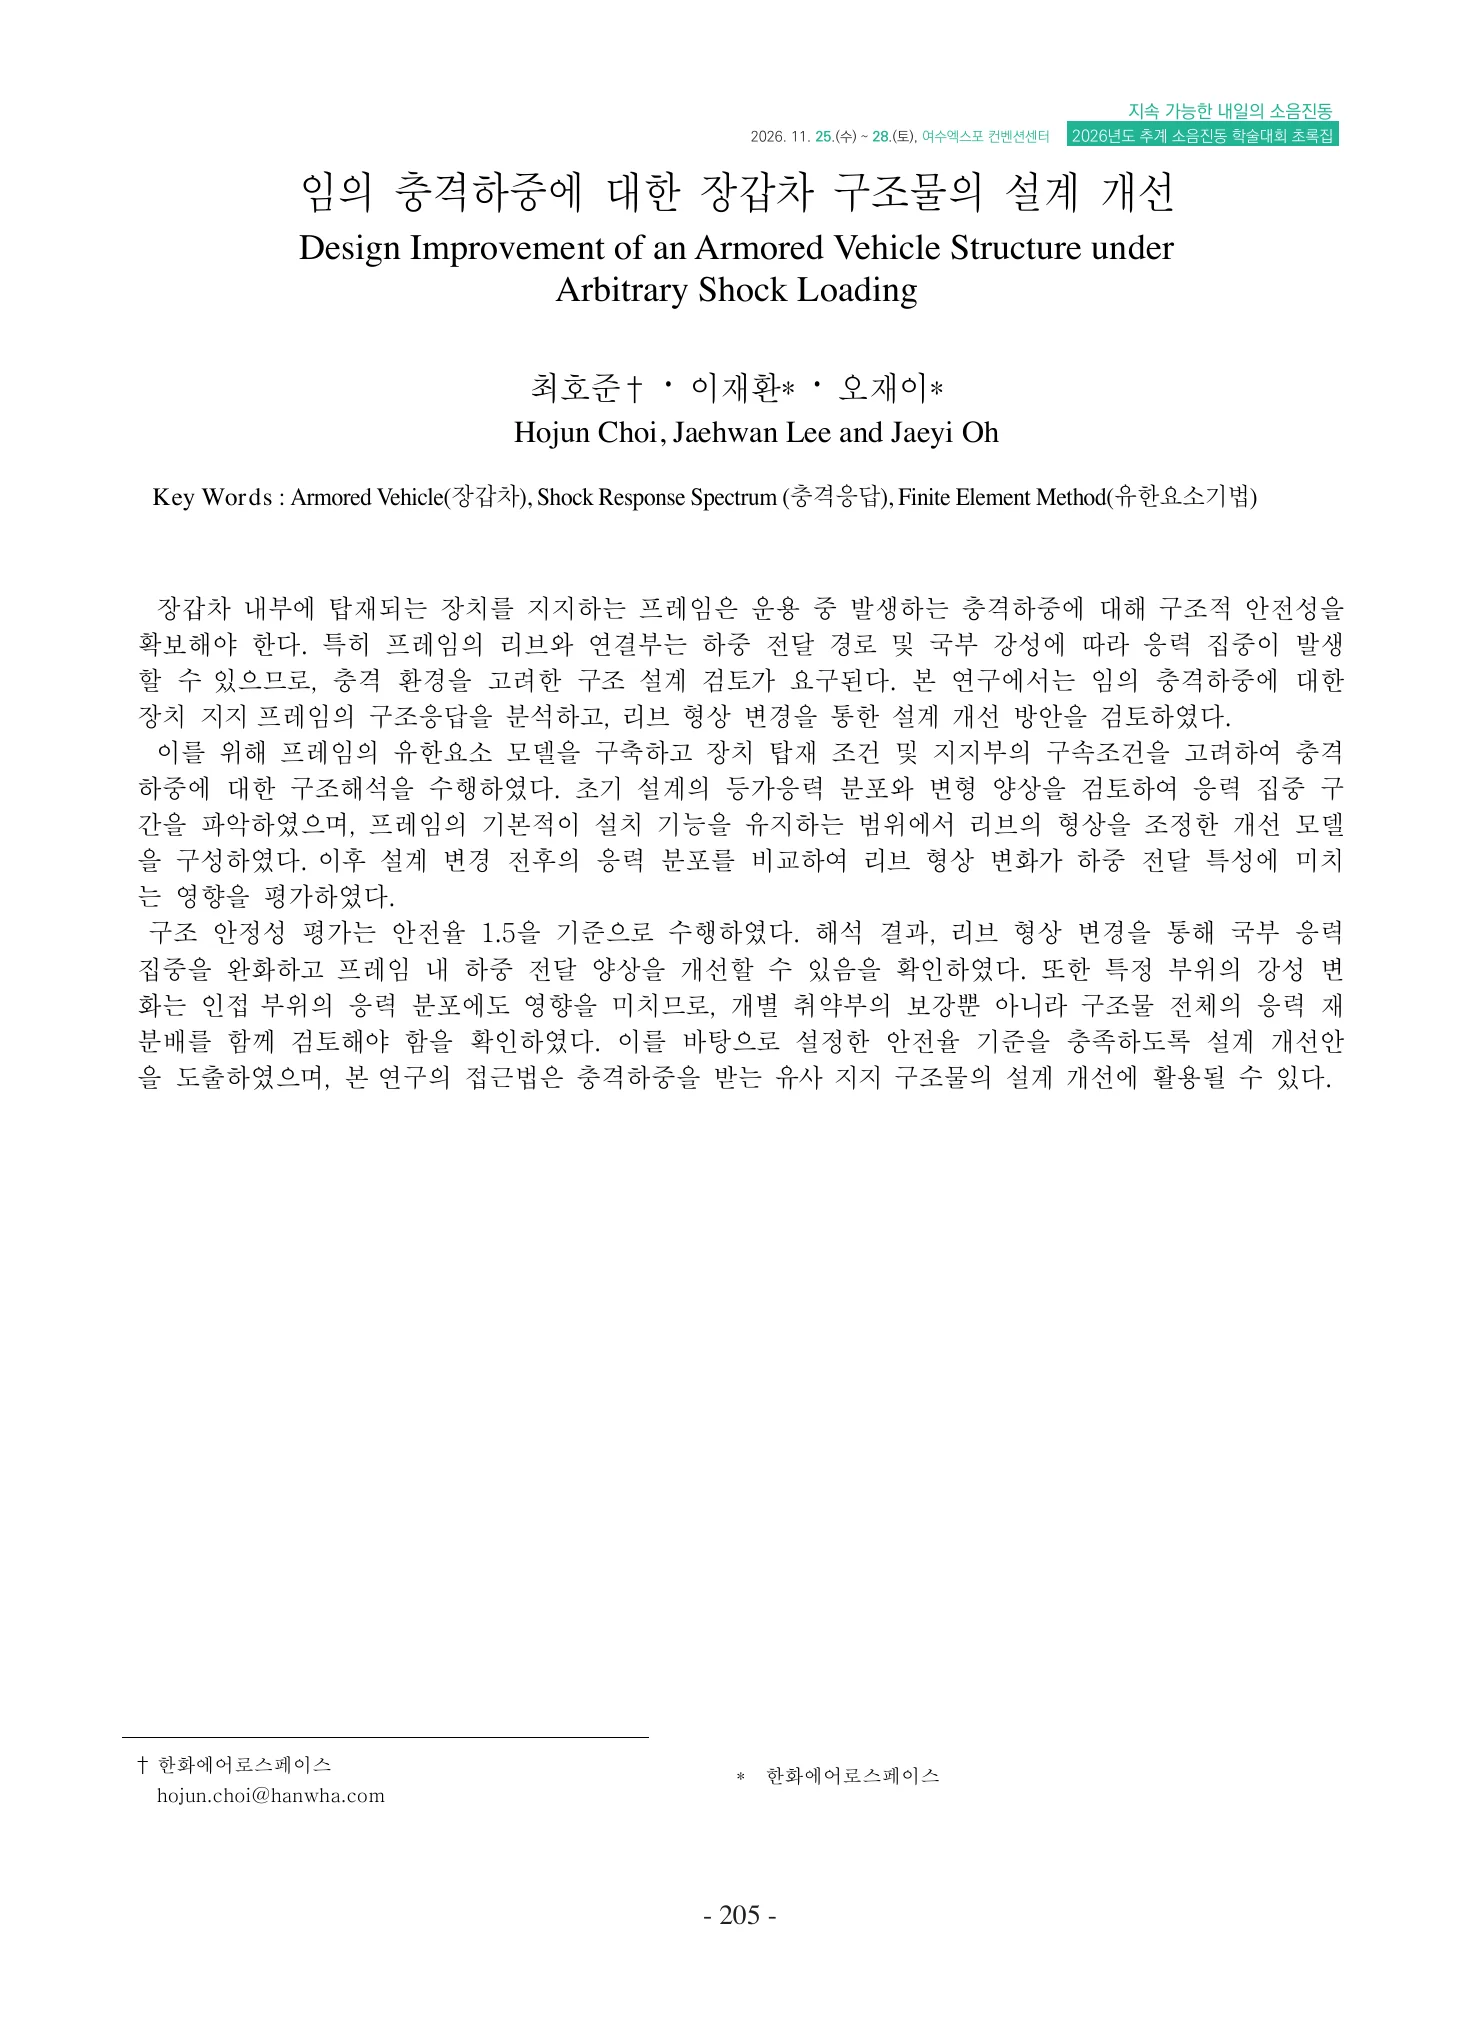 지속 가능한 내일의 소음진동
2026. 11. 25.(수) ~ 28.(토), 여수엑스포 컨벤션센터 2026년도 추계 소음진동 학술대회 초록집
임의 충격하중에 대한 장갑차 구조물의 설계 개선
Design Improvement of an Armored Vehicle Structure under
Arbitrary Shock Loading
최호준† · 이재환* · 오재이*
Hojun Choi, Jaehwan Lee and Jaeyi Oh
Key Words : Armored Vehicle(장갑차), Shock Response Spectrum (충격응답), Finite Element Method(유한요소기법)
장갑차 내부에 탑재되는 장치를 지지하는 프레임은 운용 중 발생하는 충격하중에 대해 구조적 안전성을
확보해야 한다. 특히 프레임의 리브와 연결부는 하중 전달 경로 및 국부 강성에 따라 응력 집중이 발생
할 수 있으므로, 충격 환경을 고려한 구조 설계 검토가 요구된다. 본 연구에서는 임의 충격하중에 대한
장치 지지 프레임의 구조응답을 분석하고, 리브 형상 변경을 통한 설계 개선 방안을 검토하였다.
이를 위해 프레임의 유한요소 모델을 구축하고 장치 탑재 조건 및 지지부의 구속조건을 고려하여 충격
하중에 대한 구조해석을 수행하였다. 초기 설계의 등가응력 분포와 변형 양상을 검토하여 응력 집중 구
간을 파악하였으며, 프레임의 기본적이 설치 기능을 유지하는 범위에서 리브의 형상을 조정한 개선 모델
을 구성하였다. 이후 설계 변경 전후의 응력 분포를 비교하여 리브 형상 변화가 하중 전달 특성에 미치
는 영향을 평가하였다.
구조 안정성 평가는 안전율 1.5을 기준으로 수행하였다. 해석 결과, 리브 형상 변경을 통해 국부 응력
집중을 완화하고 프레임 내 하중 전달 양상을 개선할 수 있음을 확인하였다. 또한 특정 부위의 강성 변
화는 인접 부위의 응력 분포에도 영향을 미치므로, 개별 취약부의 보강뿐 아니라 구조물 전체의 응력 재
분배를 함께 검토해야 함을 확인하였다. 이를 바탕으로 설정한 안전율 기준을 충족하도록 설계 개선안
을 도출하였으며, 본 연구의 접근법은 충격하중을 받는 유사 지지 구조물의 설계 개선에 활용될 수 있다.
† 한화에어로스페이스
hojun.choi@hanwha.com
* 한화에어로스페이스
- 205 -